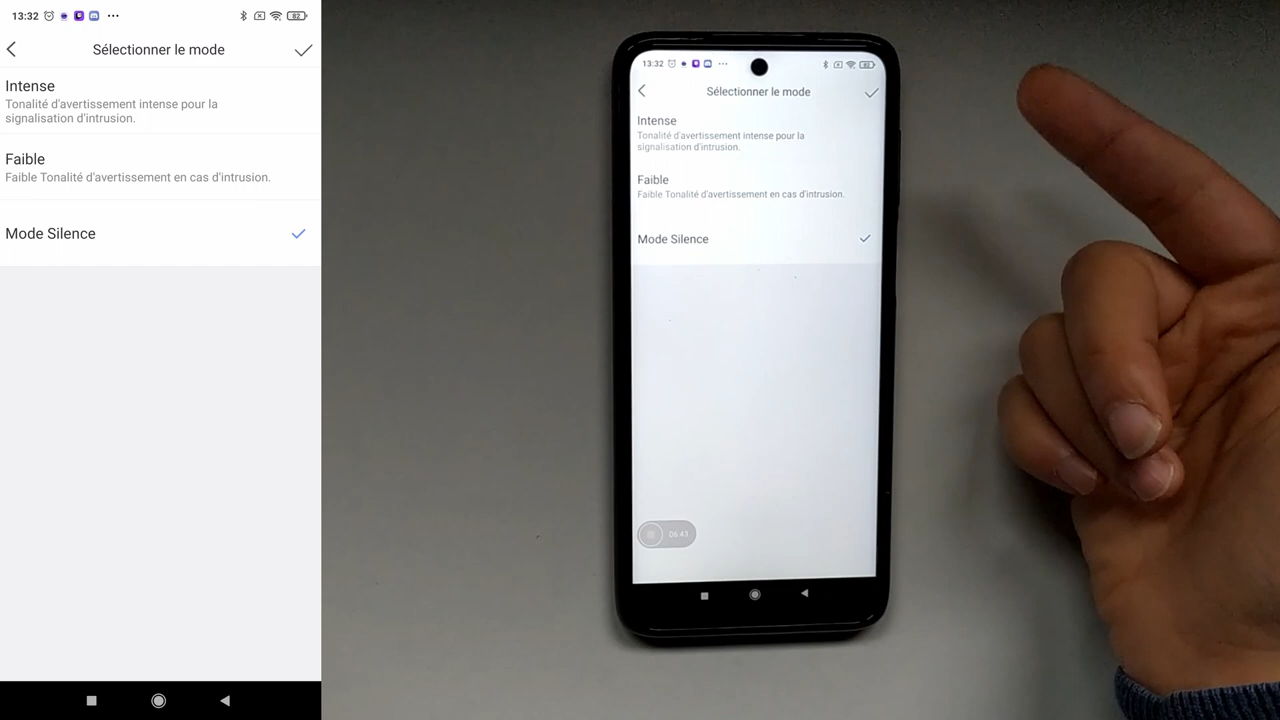 13:32
82
Sélectionner le mode
Intense
Tonalité d'avertissement intense pour la
signalisation d'intrusion.
Faible
Faible Tonalité d'avertissement en cas d'intrusion.
Mode Silence
13:32
82
Sélectionner le mode
Intense
Tonalité d'avertissement intense pour la
signalisation d'intrusion.
Faible
Faible Tonalité d'avertissement en cas d'intrusion.
Mode Silence
06:43